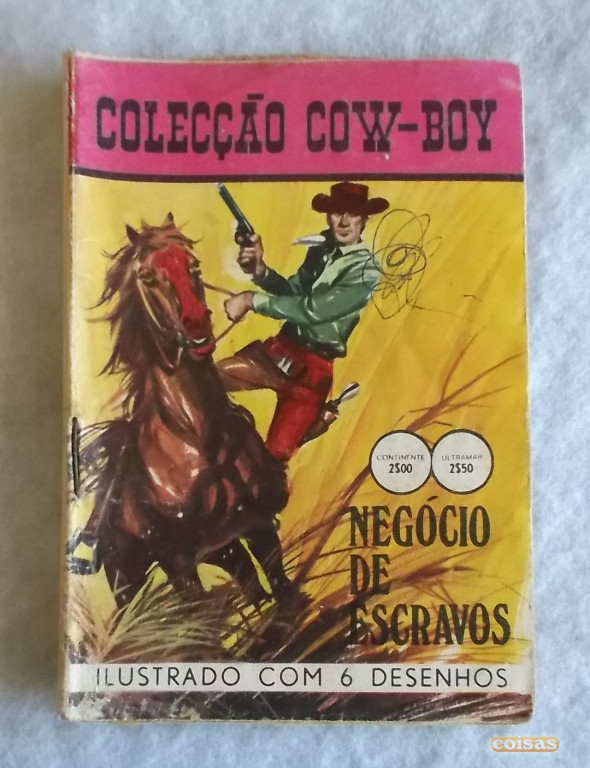 COLECÇÃO COW-BOY
CONTINENTE
2$00
ULTRAMAR
2$50
NEGÓCIO
DE
ESCRAVOS
ILUSTRADO COM 6 DESENHOS
coisas